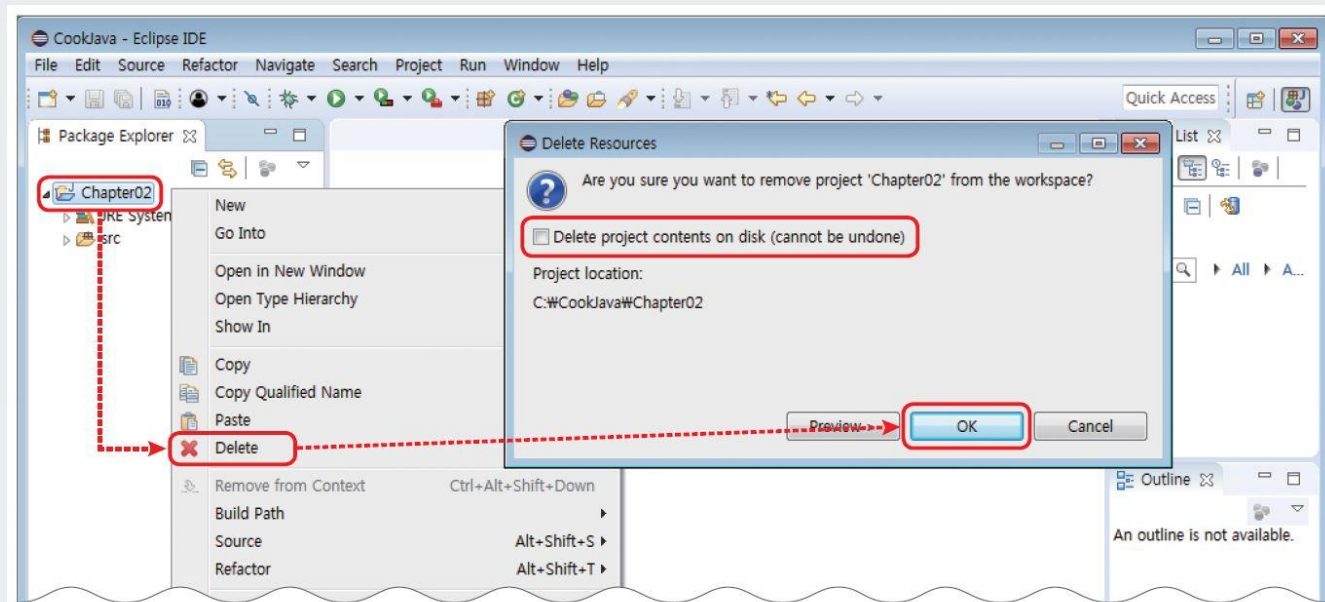 CookJava - Eclipse IDE
File Edit Source Refactor Navigate Search Project Run Window Help
Quick Access
Package Explorer
Chapter02
JRE System
src
New
Go Into
Open in New Window
Open Type Hierarchy
Show In
Copy
Copy Qualified Name
Paste
Delete
Remove from Context Ctrl+Alt+Shift+Down
Build Path
Source Alt+Shift+S
Refactor Alt+Shift+T
Delete Resources
Are you sure you want to remove project 'Chapter02' from the workspace?
Delete project contents on disk (cannot be undone)
Project location:
C:₩CookJava₩Chapter02
Preview OK Cancel
List
All A...
Outline
An outline is not available.